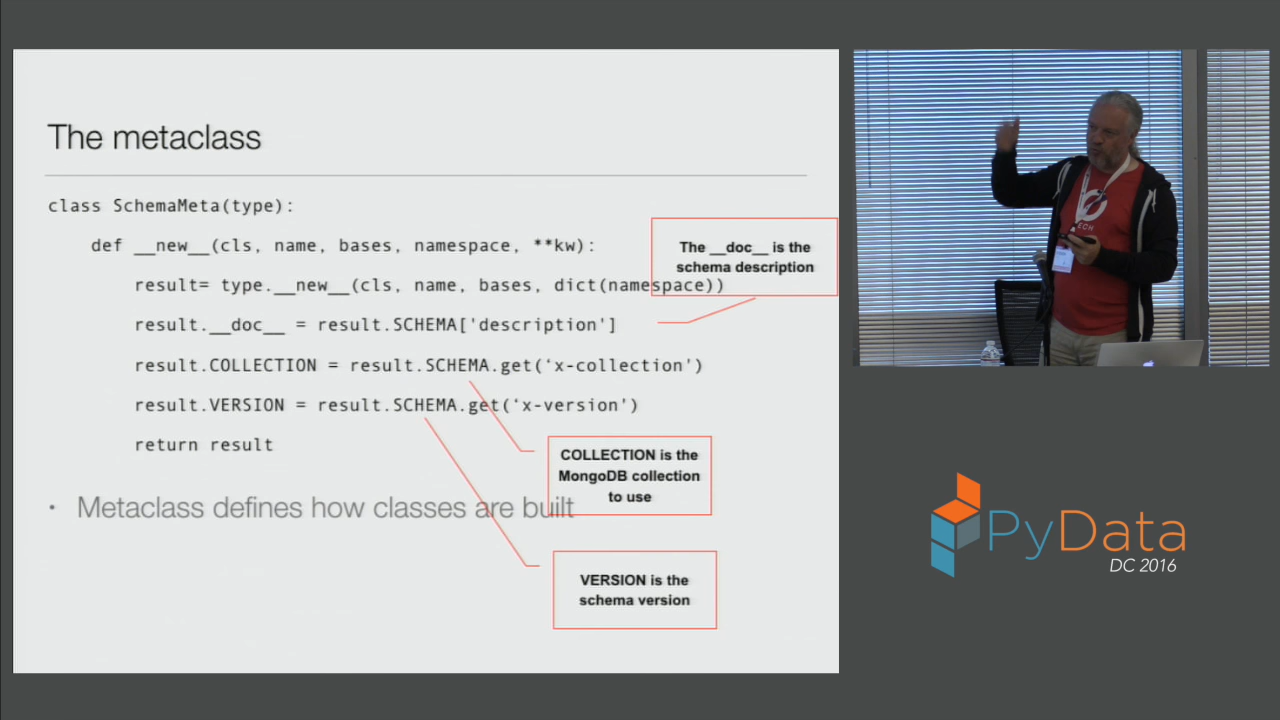 The metaclass
class SchemaMeta(type):
def __new__(cls, name, bases, namespace, **kw):
result= type.__new__(cls, name, bases, dict(namespace))
result.__doc__ = result.SCHEMA['description']
result.COLLECTION = result.SCHEMA.get(‘x-collection')
result.VERSION = result.SCHEMA.get(‘x-version')
return result
• Metaclass defines how classes are built
The __doc__ is the
schema description
COLLECTION is the
MongoDB collection
to use
VERSION is the
schema version
ECH
PyData
DC 2016